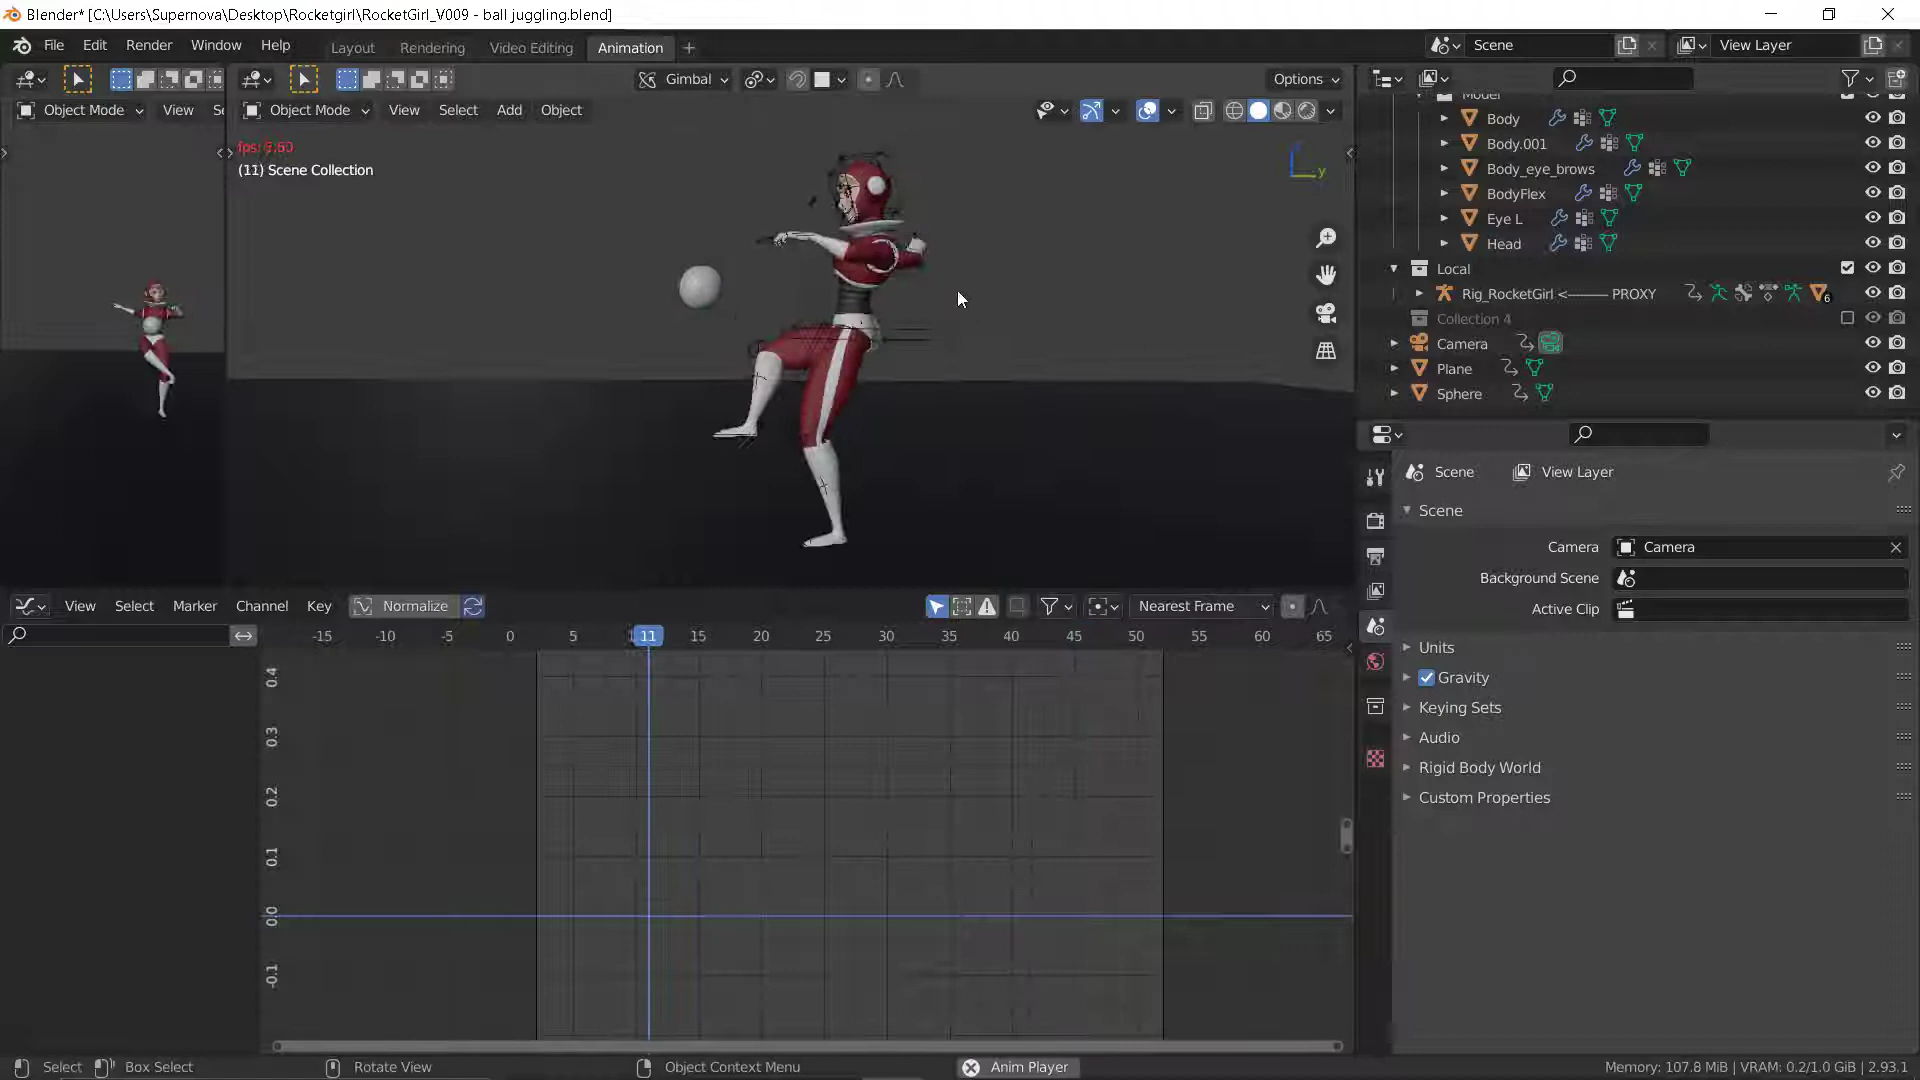 Blender* [C:\Users\Supernova\Desktop\Rocketgirl\RocketGirl_V009 - ball juggling.blend]
File Edit Render Window Help Layout Rendering Video Editing Animation Scene View Layer
Gimbal Options
Object Mode View Object Mode View Select Add Object
Model
Body
(11) Scene Collection
y
Body.001
Body_eye_brows
BodyFlex
Eye L
Head
Local
Rig_RocketGirl <——— PROXY 6
Collection 4
Camera
Plane
Sphere
Scene View Layer
Scene
Camera Camera
Background Scene
Active Clip
View Select Marker Channel Key Normalize Nearest Frame
-15 -10 -5 0 5 11 15 20 25 30 35 40 45 50 55 60 65
Units
Gravity
Keying Sets
Audio
Rigid Body World
Custom Properties
0.4
0.3
0.2
0.1
0.0
-0.1
Select Box Select Rotate View Object Context Menu Anim Player Memory: 107.8 MiB | VRAM: 0.2/1.0 GiB | 2.93.1